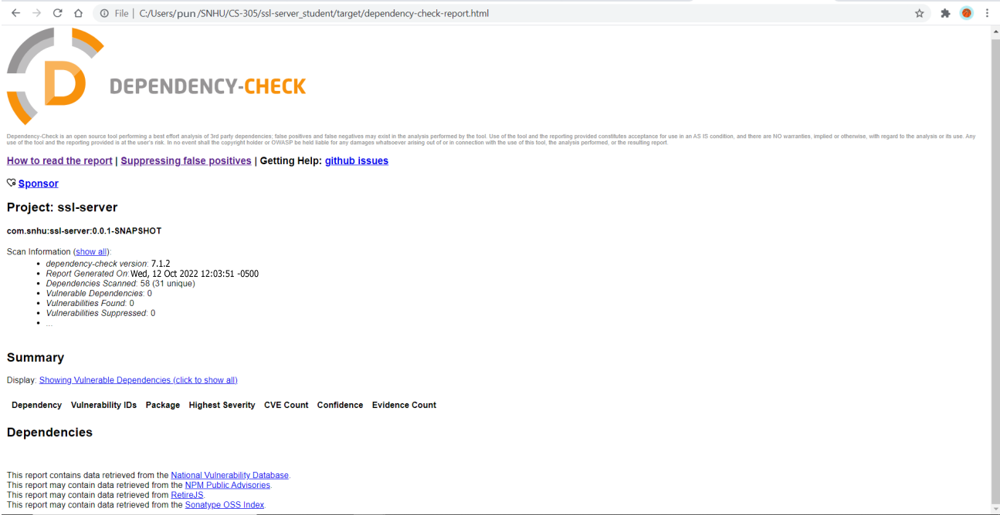 File | C:/Users/pun/SNHU/CS-305/ssl-server_student/target/dependency-check-report.html
D DEPENDENCY-CHECK
Dependency-Check is an open source tool performing a best effort analysis of 3rd party dependencies; false positives and false negatives may exist in the analysis performed by the tool. Use of the tool and the reporting provided constitutes acceptance for use in an AS IS condition, and there are NO warranties, implied or otherwise, with regard to the analysis or its use. Any
use of the tool and the reporting provided is at the user's risk. In no event shall the copyright holder or OWASP be held liable for any damages whatsoever arising out of or in connection with the use of this tool, the analysis performed, or the resulting report.
How to read the report | Suppressing false positives | Getting Help: github issues
Sponsor
Project: ssl-server
com.snhu:ssl-server:0.0.1-SNAPSHOT
Scan Information (show all):
• dependency-check version: 7.1.2
• Report Generated On: Wed, 12 Oct 2022 12:03:51 -0500
• Dependencies Scanned: 58 (31 unique)
• Vulnerable Dependencies: 0
• Vulnerabilities Found: 0
• Vulnerabilities Suppressed: 0
• ...
Summary
Display: Showing Vulnerable Dependencies (click to show all)
Dependency Vulnerability IDs Package Highest Severity CVE Count Confidence Evidence Count
Dependencies
This report contains data retrieved from the National Vulnerability Database.
This report may contain data retrieved from the NPM Public Advisories.
This report may contain data retrieved from RetireJS.
This report may contain data retrieved from the Sonatype OSS Index.